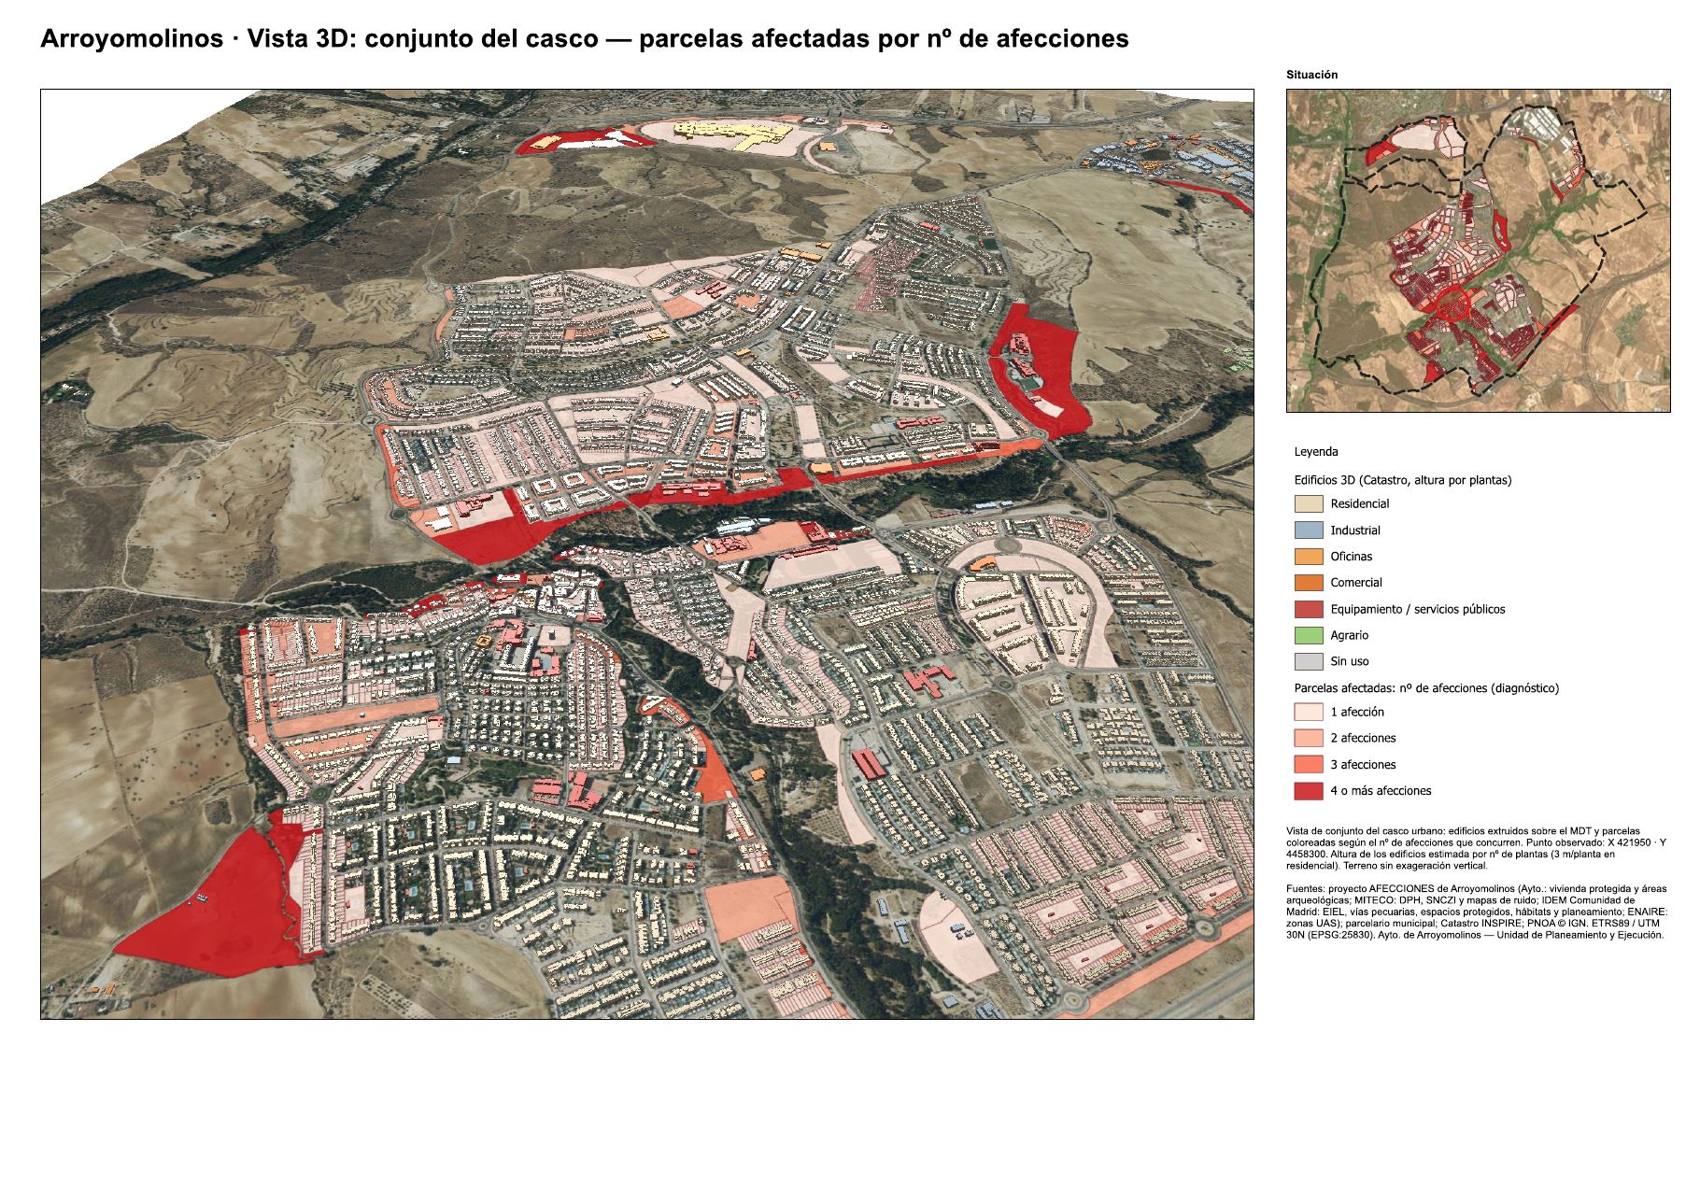 Arroyomolinos · Vista 3D: conjunto del casco — parcelas afectadas por nº de afecciones
Situación
Leyenda
Edificios 3D (Catastro, altura por plantas)
Residencial
Industrial
Oficinas
Comercial
Equipamiento / servicios públicos
Agrario
Sin uso
Parcelas afectadas: nº de afecciones (diagnóstico)
1 afección
2 afecciones
3 afecciones
4 o más afecciones
Vista de conjunto del casco urbano: edificios extruidos sobre el MDT y parcelas
coloreadas según el nº de afecciones que concurren. Punto observado: X 421950 · Y
4458300. Altura de los edificios estimada por nº de plantas (3 m/planta en
residencial). Terreno sin exageración vertical.
Fuentes: proyecto AFECCIONES de Arroyomolinos (Ayto.: vivienda protegida y áreas
arqueológicas; MITECO: DPH, SNCZI y mapas de ruido; IDEM Comunidad de
Madrid: EIEL, vías pecuarias, espacios protegidos, hábitats y planeamiento; ENAIRE:
zonas UAS); parcelario municipal; Catastro INSPIRE; PNOA © IGN. ETRS89 / UTM
30N (EPSG:25830). Ayto. de Arroyomolinos — Unidad de Planeamiento y Ejecución.